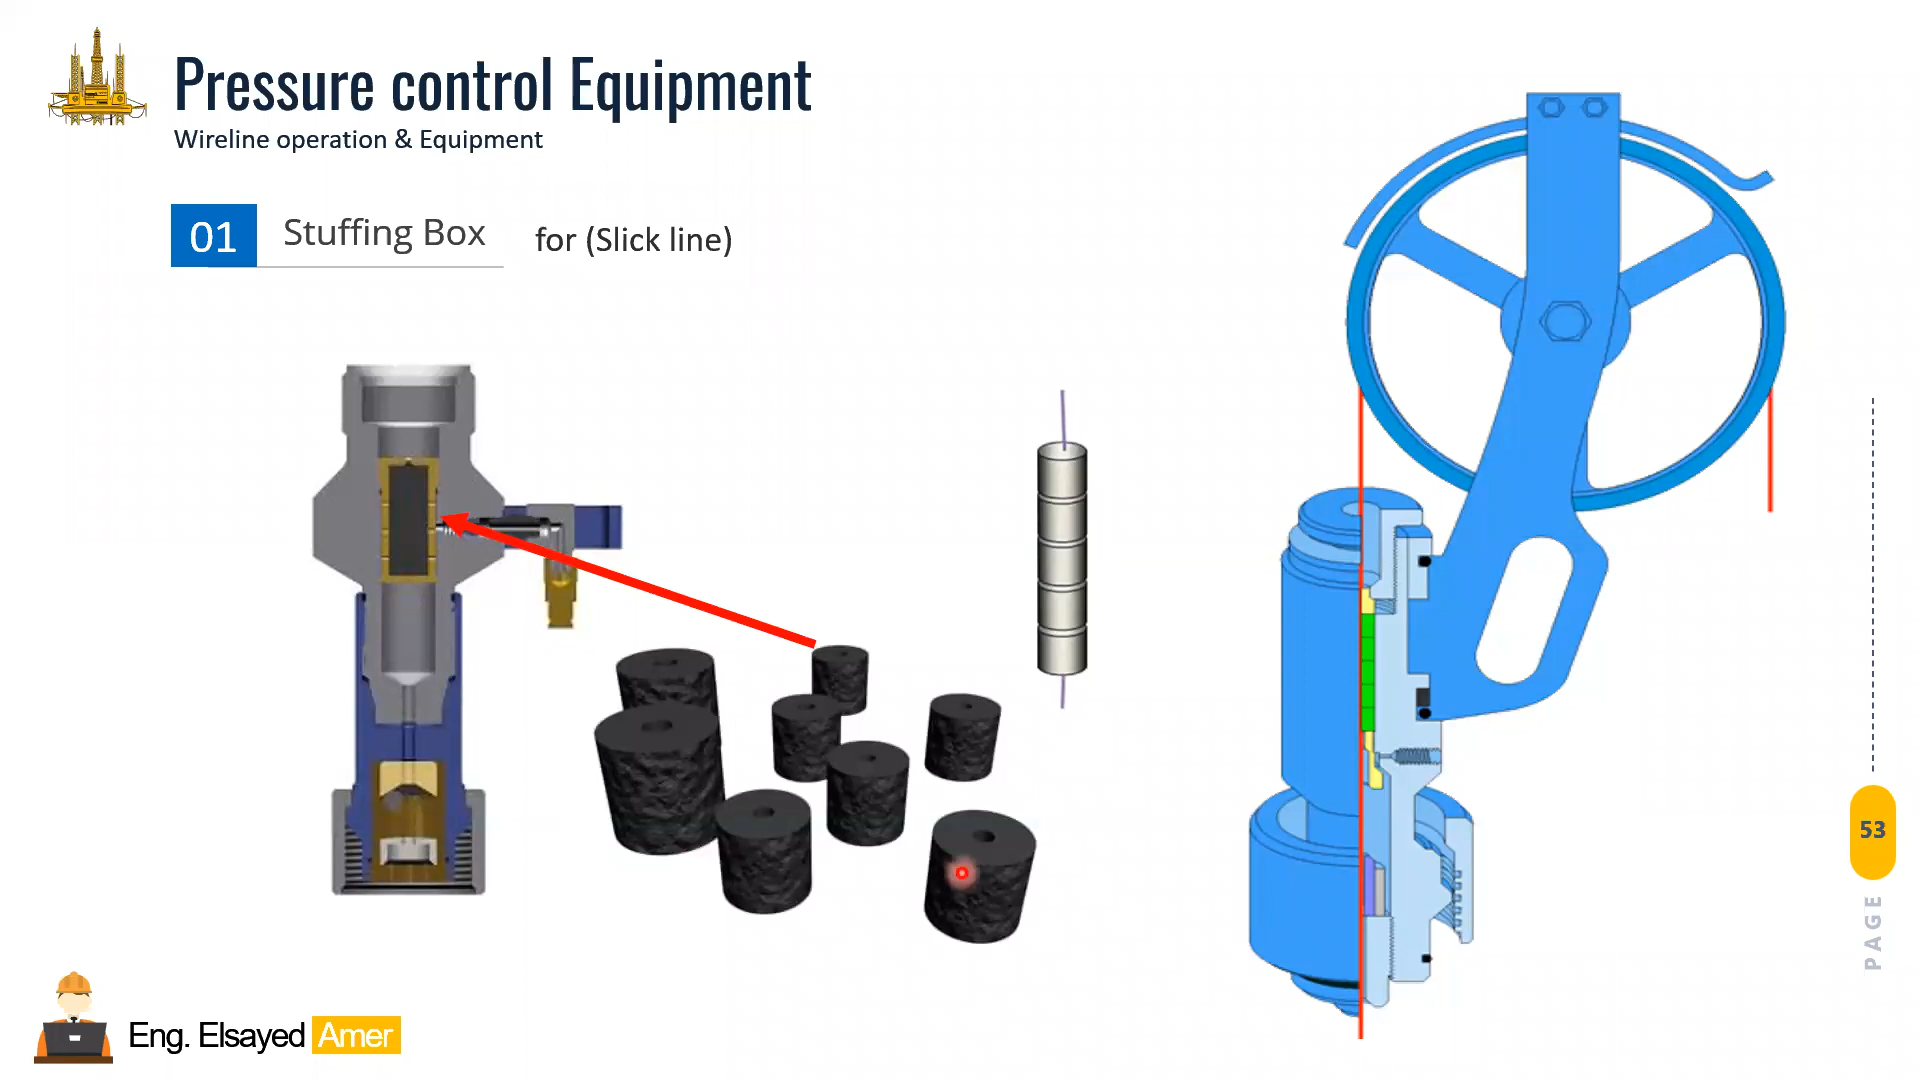 Pressure control Equipment
Wireline operation & Equipment
01 Stuffing Box for (Slick line)
53
PAGE
Eng. Elsayed Amer